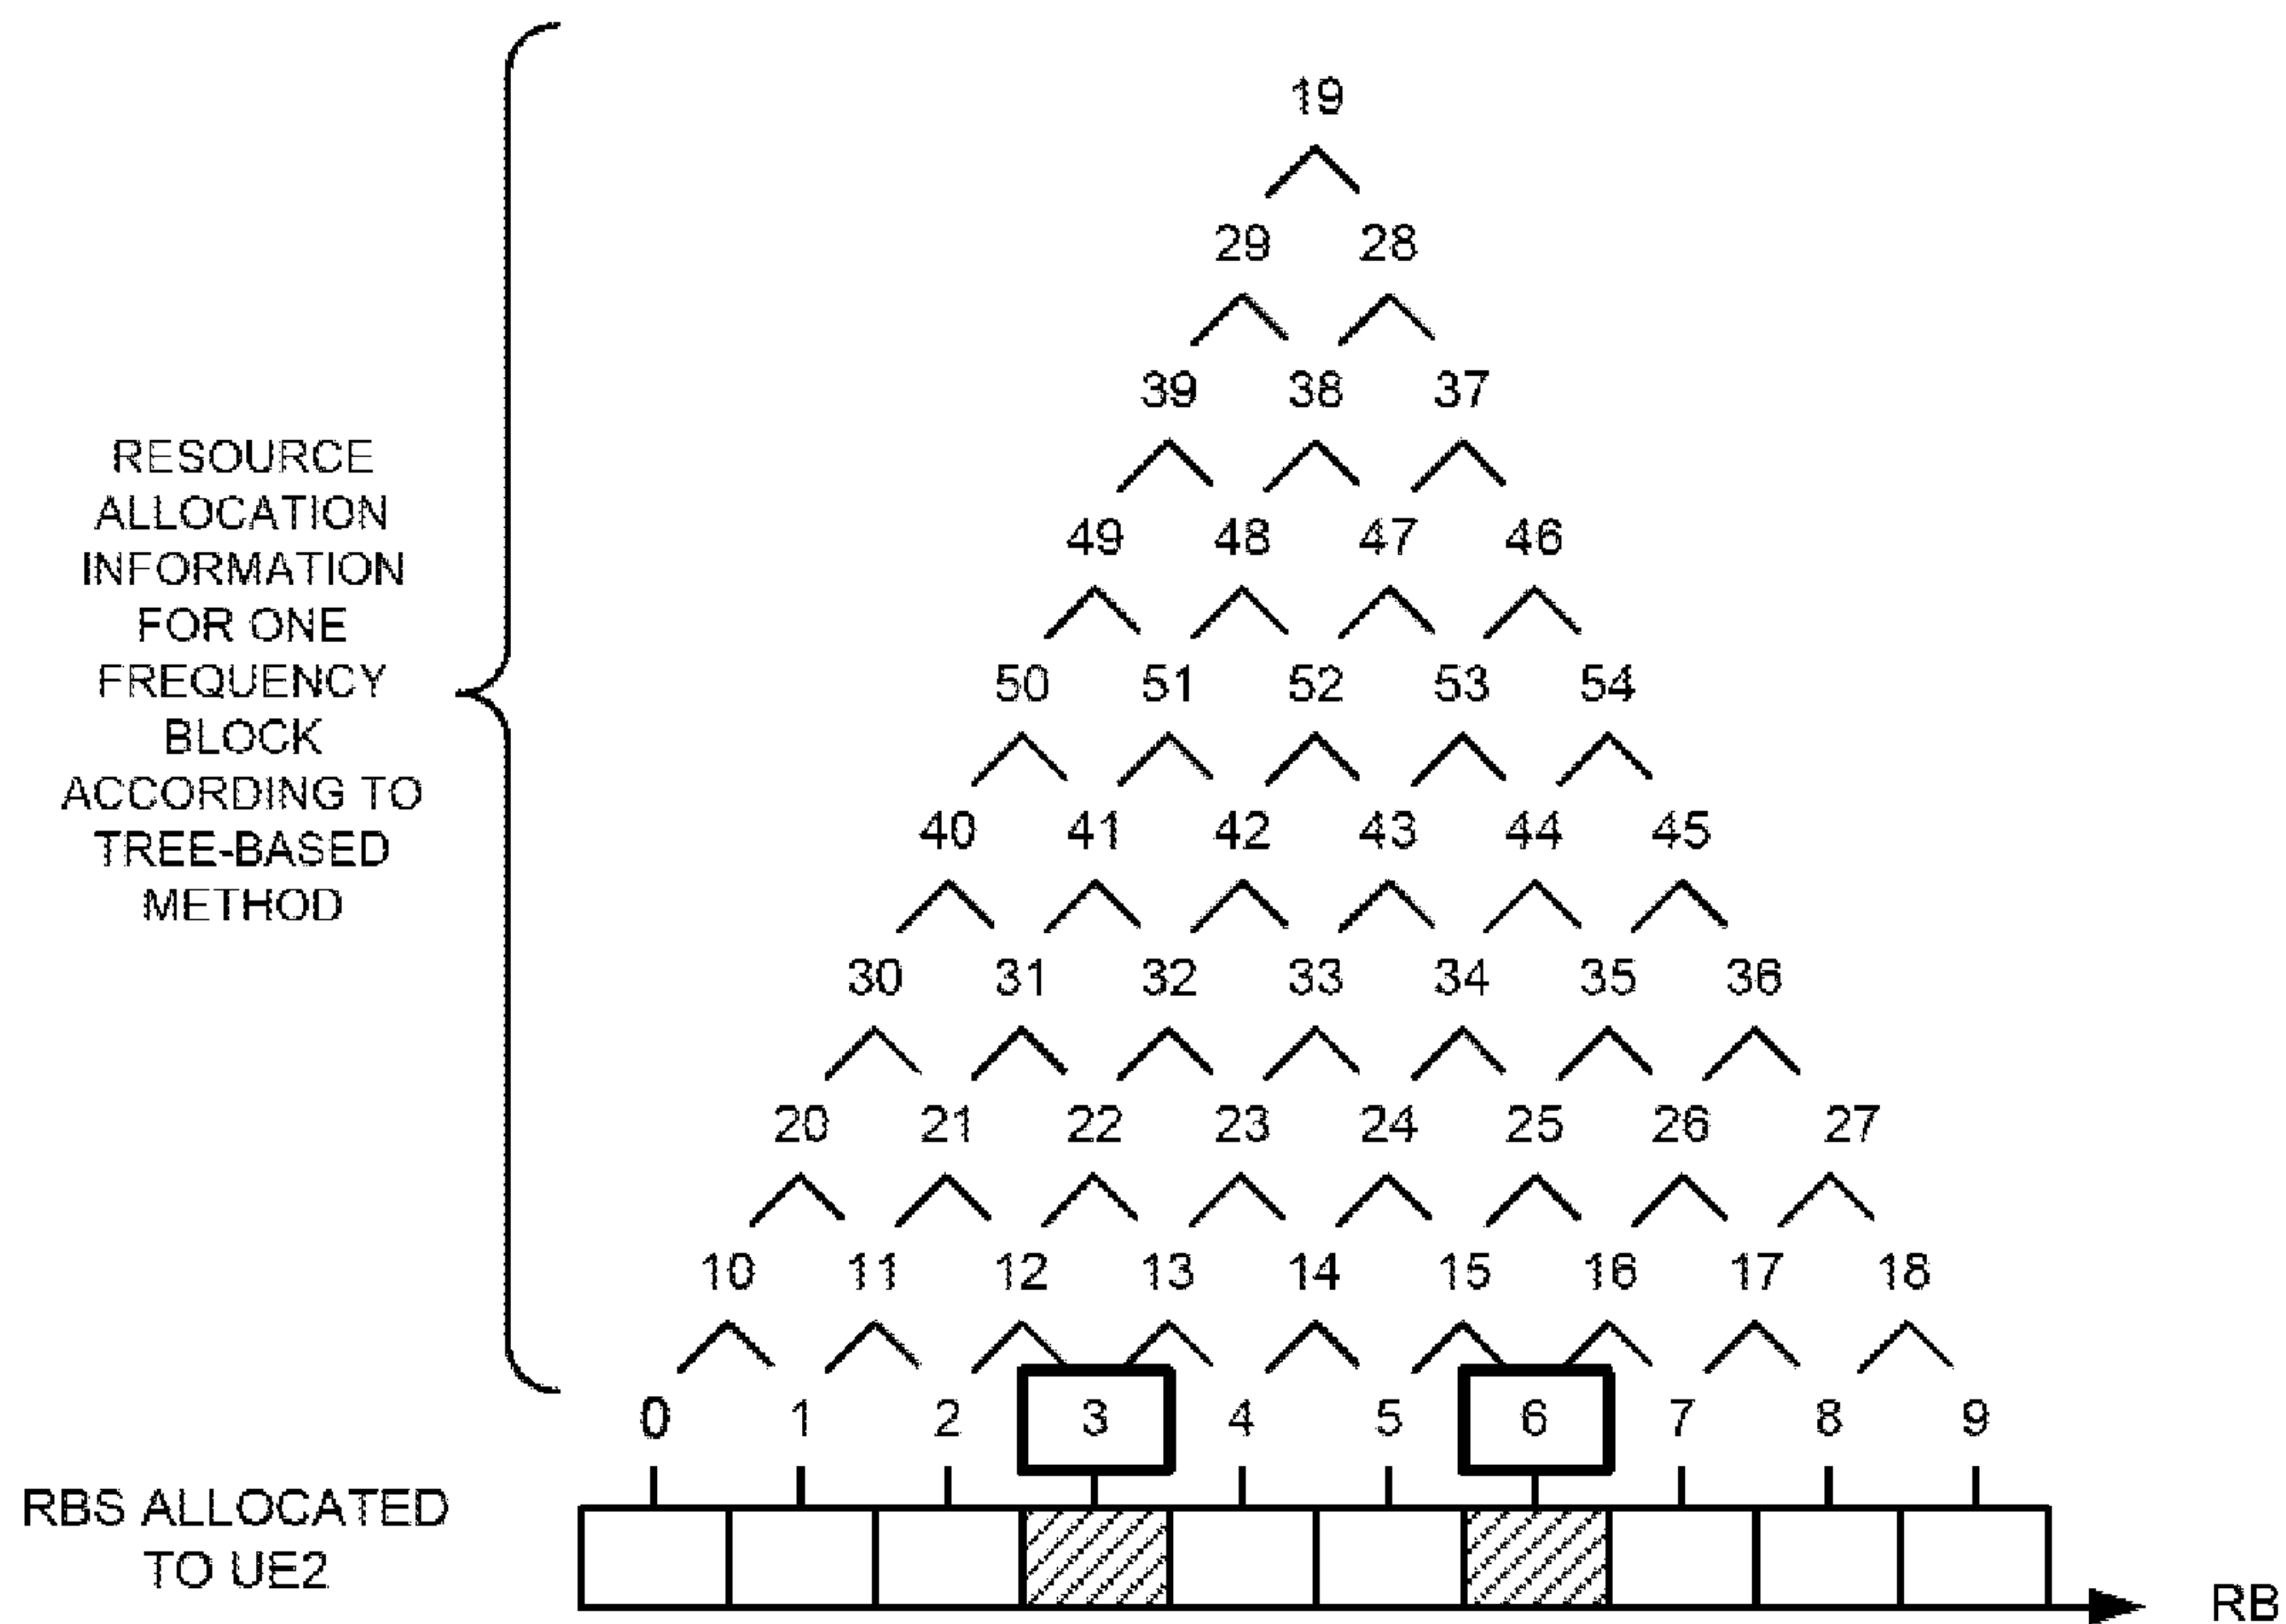 19
29 28
39 38 37
49 48 47 46
50 51 52 53 54
40 41 42 43 44 45
30 31 32 33 34 35 36
20 21 22 23 24 25 26 27
10 11 12 13 14 15 16 17 18
0 1 2 3 4 5 6 7 8 9
RESOURCE
ALLOCATION
INFORMATION
FOR ONE
FREQUENCY
BLOCK
ACCORDING TO
TREE-BASED
METHOD
RBS ALLOCATED
TO UE2
RB